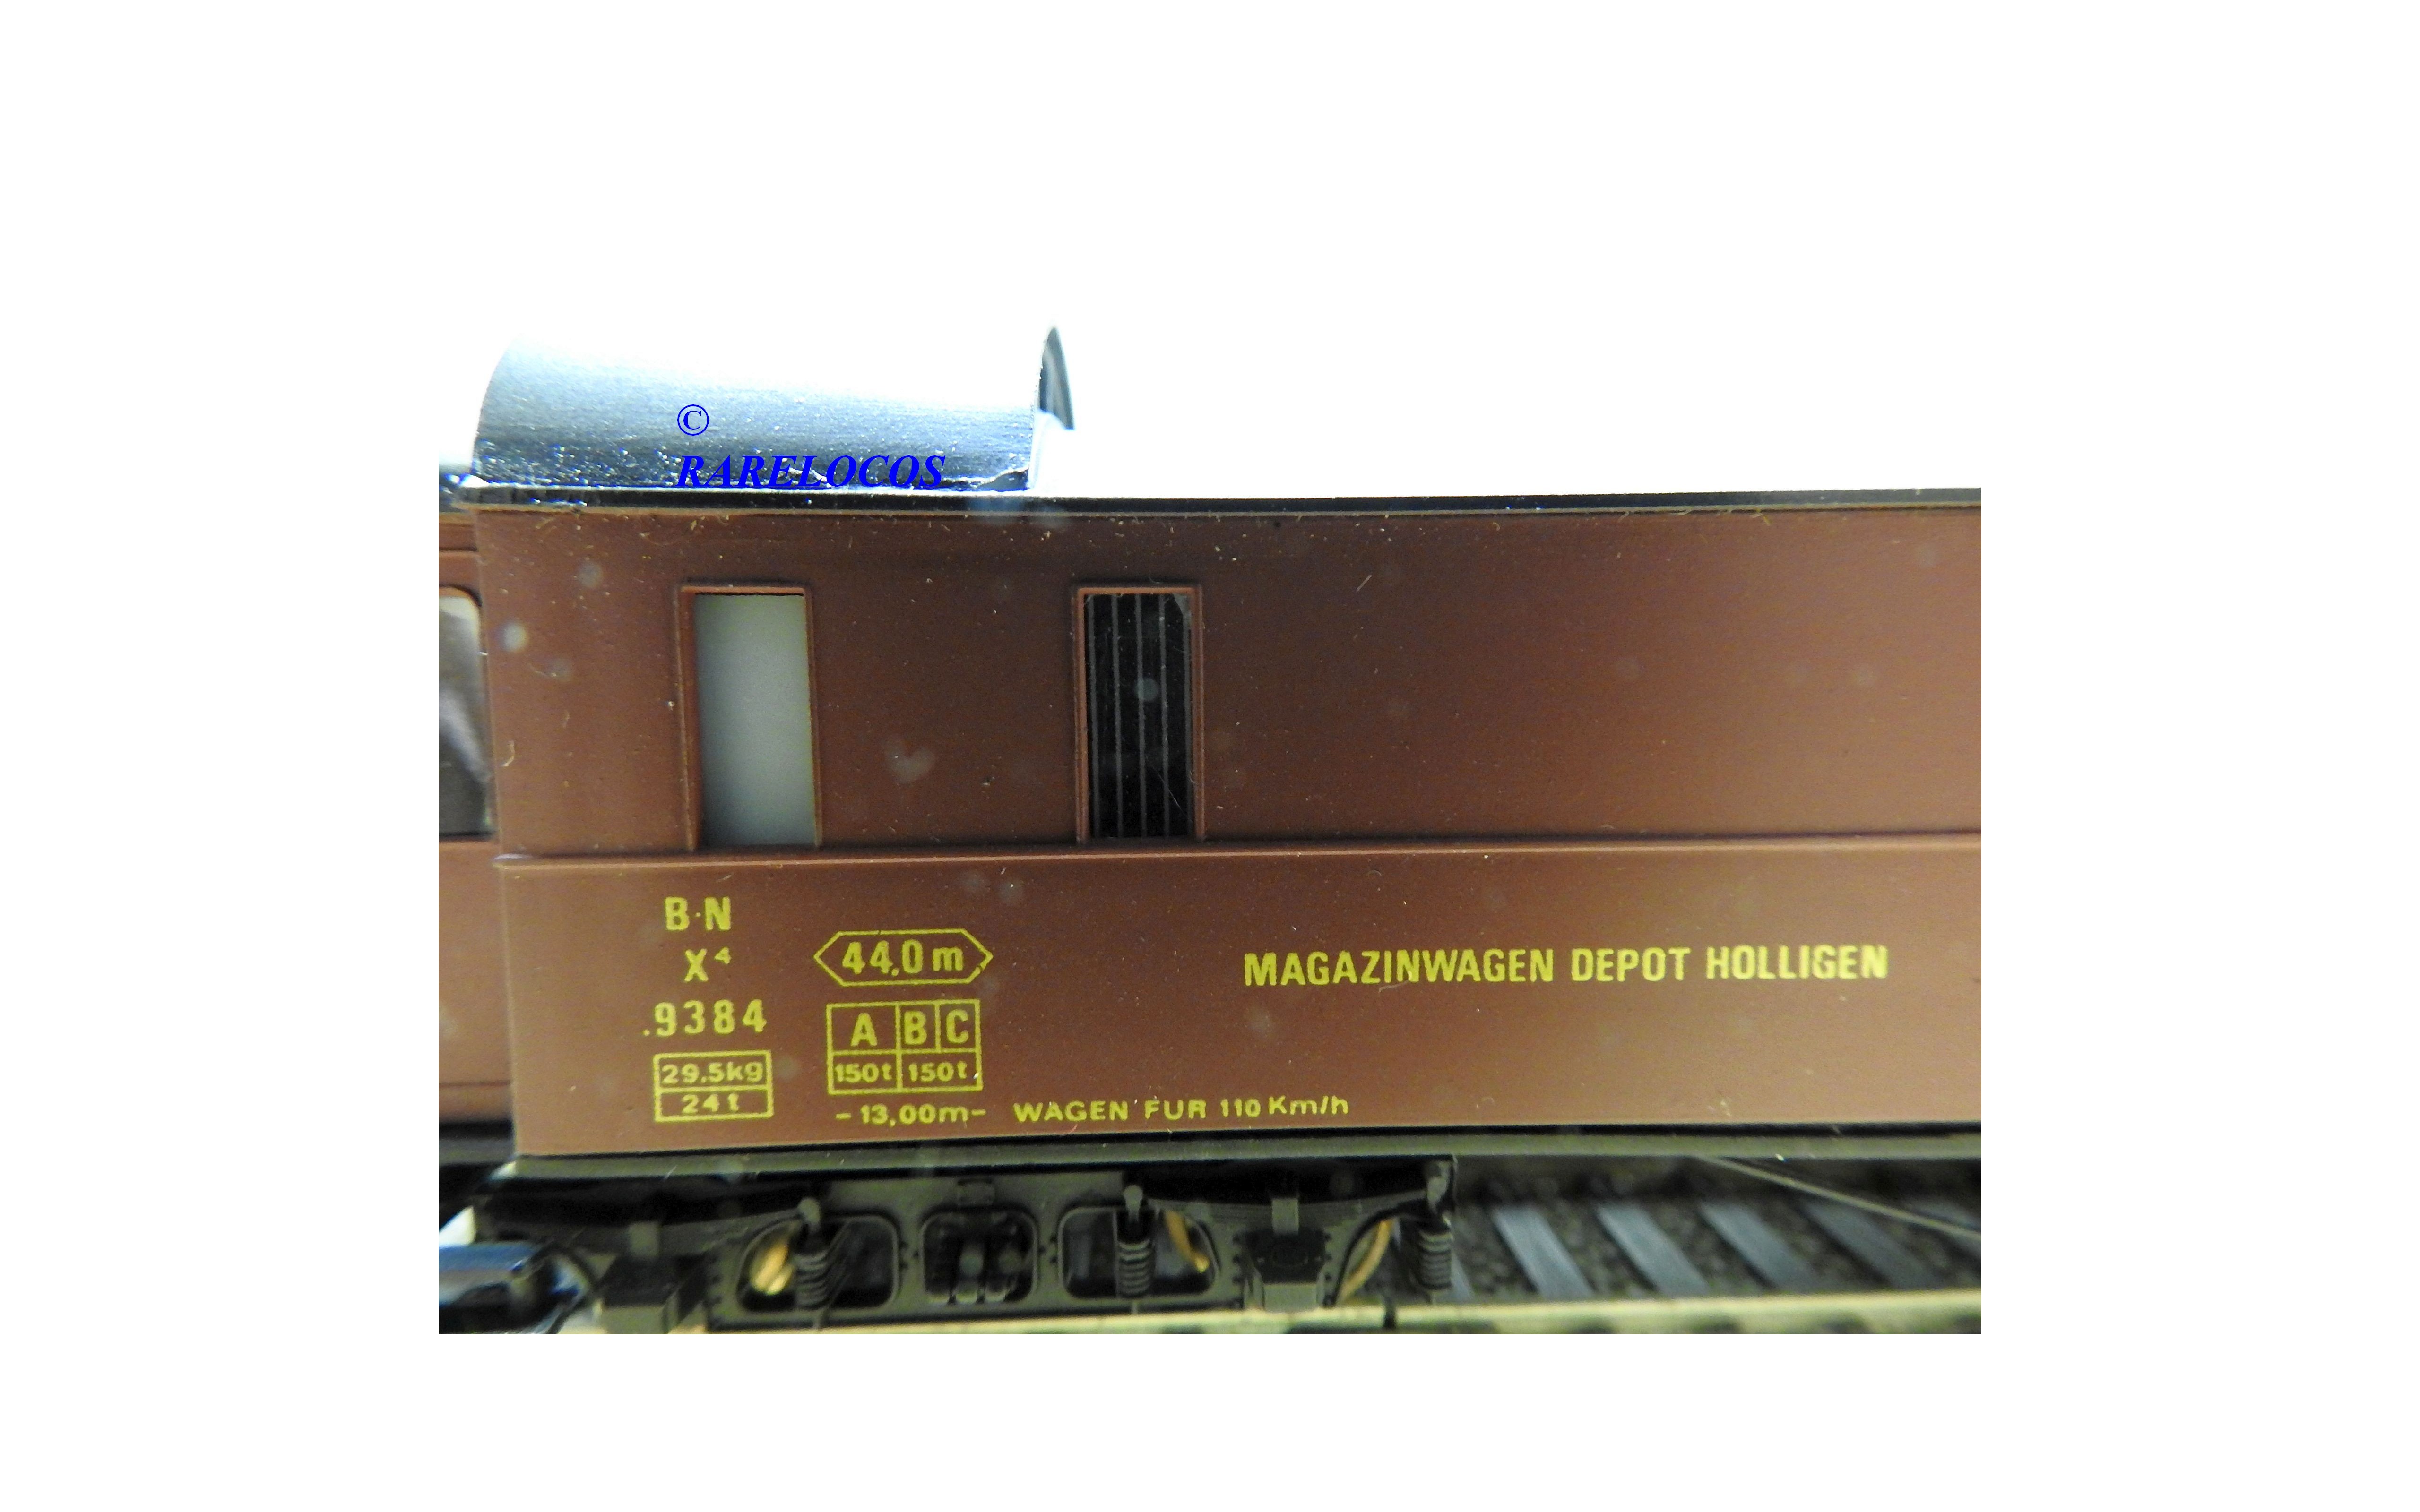 ©
RARELOCOS
B·N
X⁴
.9384
29,5kg
24t
44,0 m
A B C
150t 150t
-13,00m- WAGEN FUR 110 Km/h
MAGAZINWAGEN DEPOT HOLLIGEN